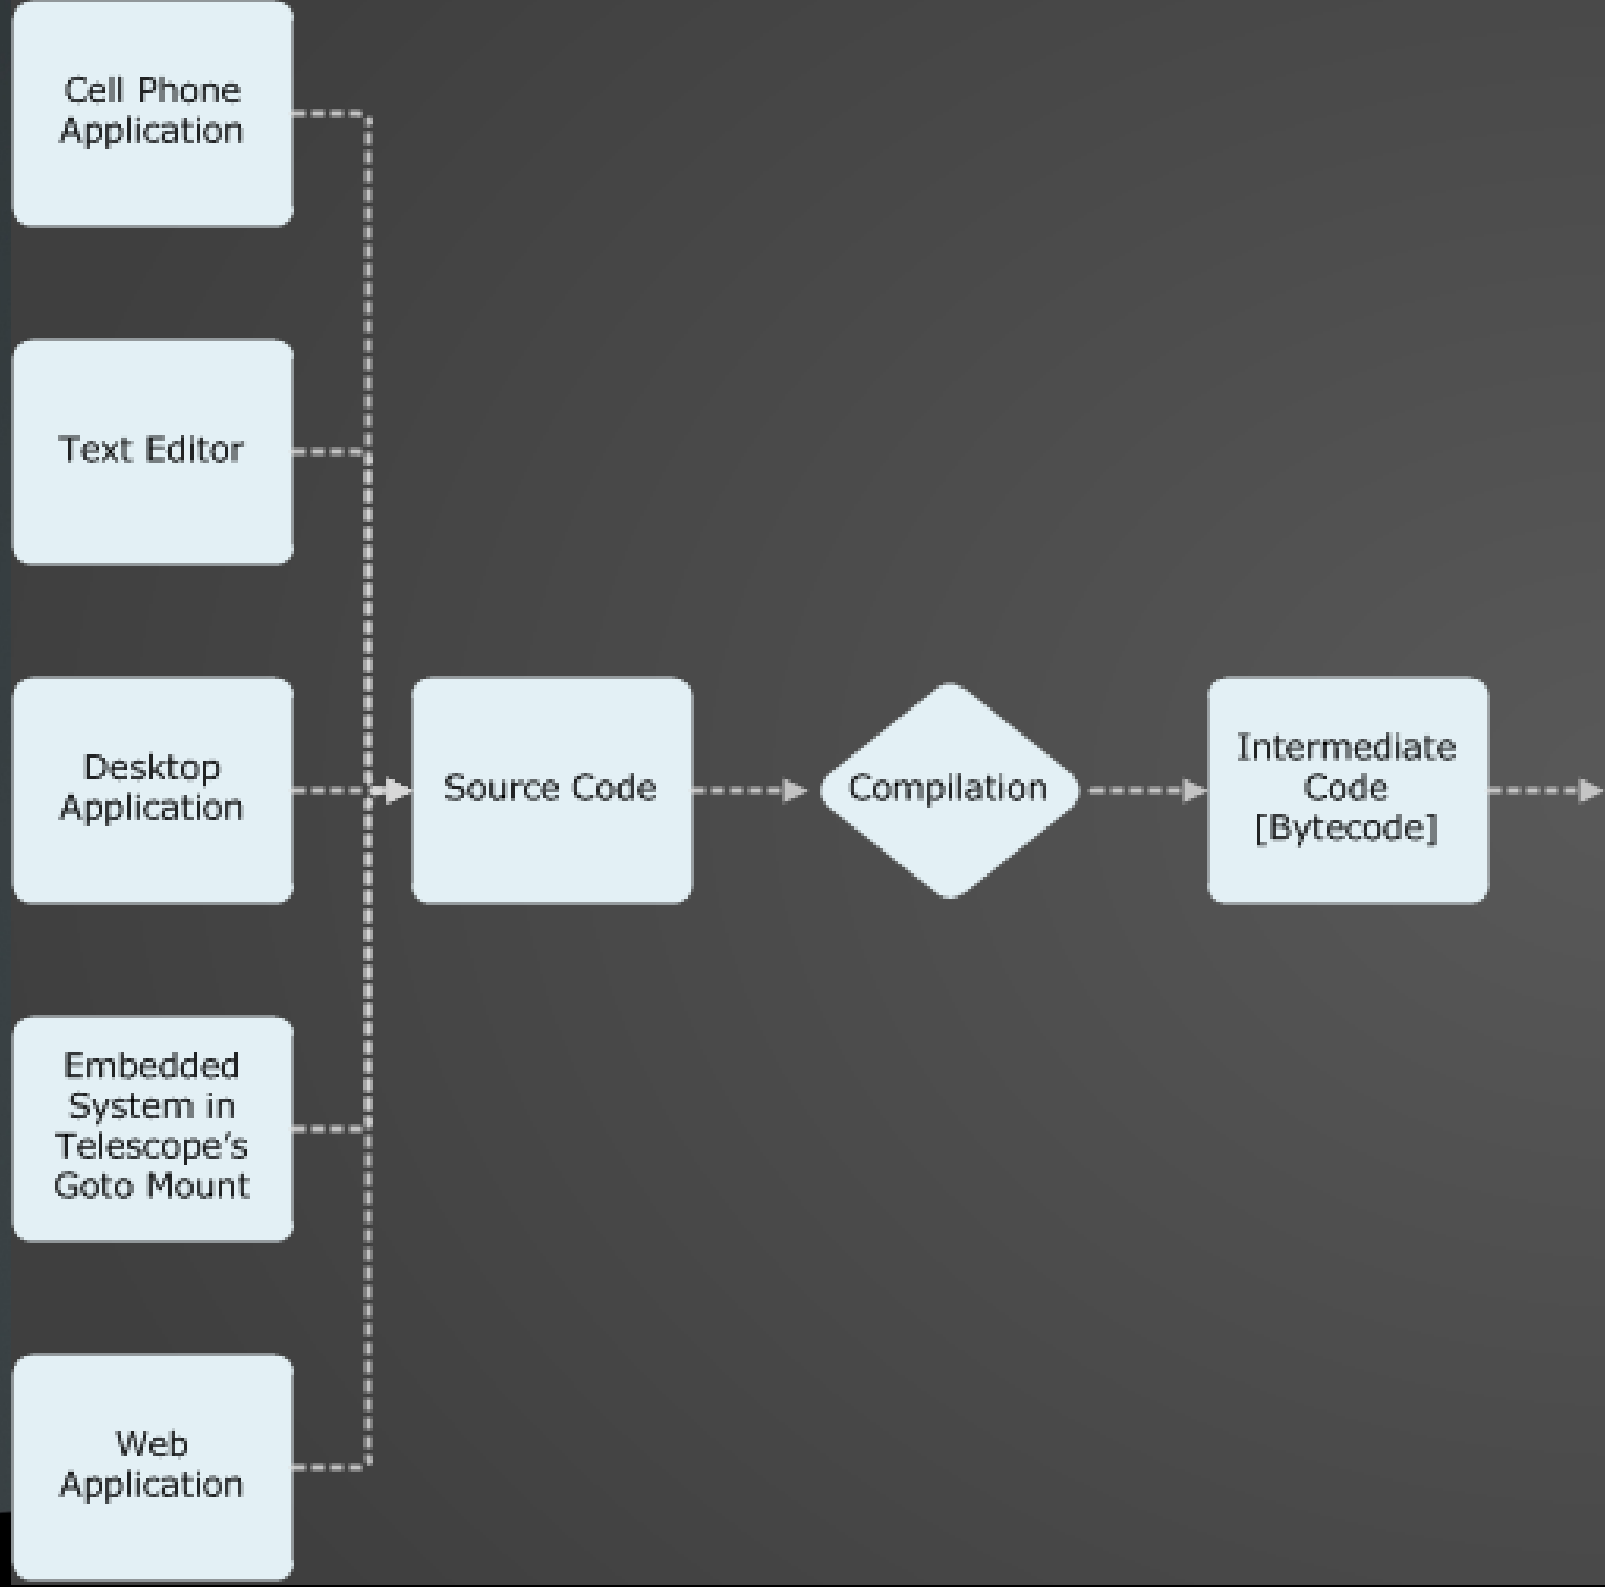 Cell Phone
Application
Text Editor
Desktop
Application
Source Code
Compilation
Intermediate
Code
[Bytecode]
Embedded
System in
Telescope’s
Goto Mount
Web
Application